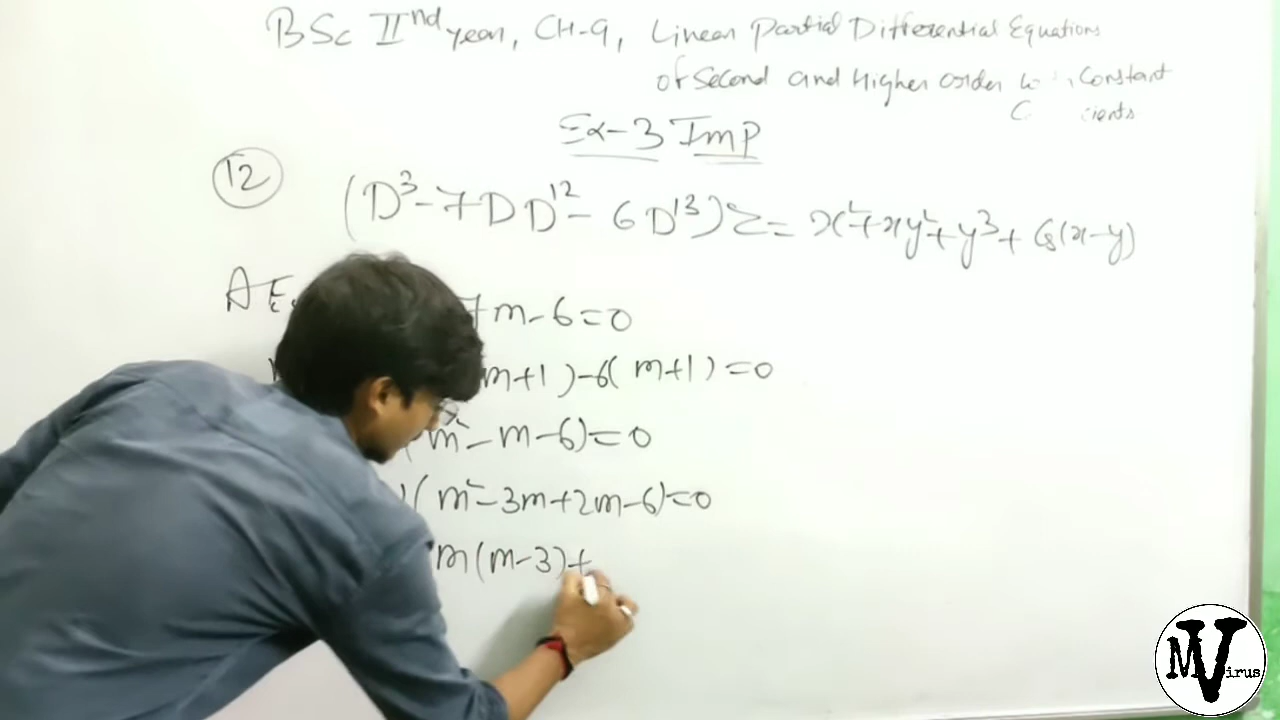 BSc IInd year, CH-9, Linear Partial Differential Equations
of Second and Higher order Constant
Ex-3 Imp
12 (D³-7DD'²-6D'³)z = x²+xy²+y³+Cos(x-y)
AE
7m-6=0
m+1)-6(m+1)=0
(m²-m-6)=0
)(m²-3m+2m-6)=0
m(m-3)+
MVirus